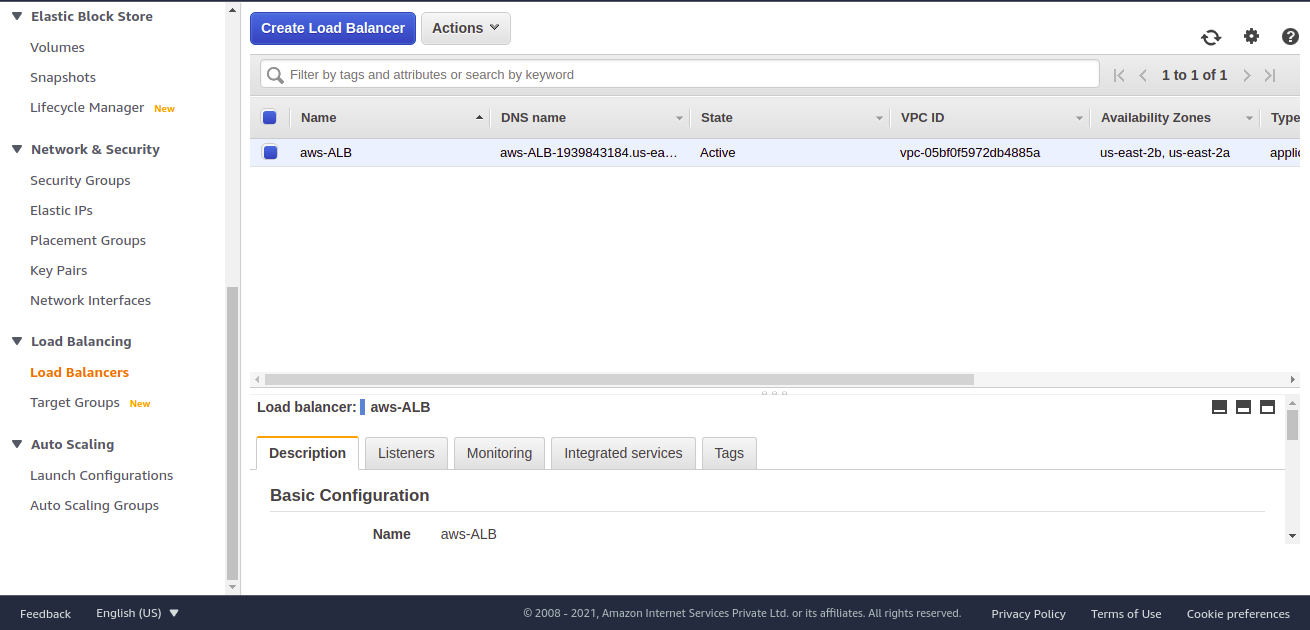 Elastic Block Store
Volumes
Snapshots
Lifecycle Manager New
Network & Security
Security Groups
Elastic IPs
Placement Groups
Key Pairs
Network Interfaces
Load Balancing
Load Balancers
Target Groups New
Auto Scaling
Launch Configurations
Auto Scaling Groups
Create Load Balancer Actions
Filter by tags and attributes or search by keyword 1 to 1 of 1
Name DNS name State VPC ID Availability Zones Type
aws-ALB aws-ALB-1939843184.us-ea… Active vpc-05bf0f5972db4885a us-east-2b, us-east-2a applic
Load balancer: aws-ALB
Description Listeners Monitoring Integrated services Tags
Basic Configuration
Name aws-ALB
Feedback English (US) © 2008 - 2021, Amazon Internet Services Private Ltd. or its affiliates. All rights reserved. Privacy Policy Terms of Use Cookie preferences